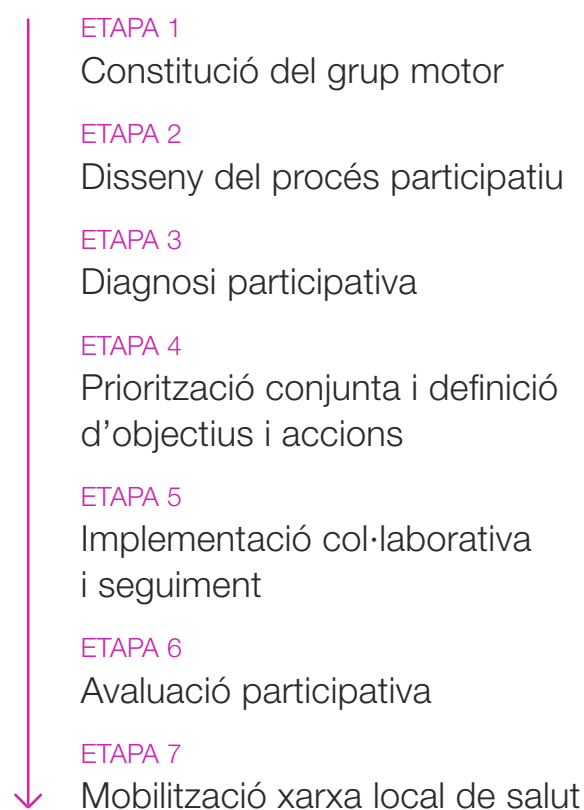 ETAPA 1
Constitució del grup motor
ETAPA 2
Disseny del procés participatiu
ETAPA 3
Diagnosi participativa
ETAPA 4
Priorització conjunta i definició
d’objectius i accions
ETAPA 5
Implementació col·laborativa
i seguiment
ETAPA 6
Avaluació participativa
ETAPA 7
Mobilització xarxa local de salut